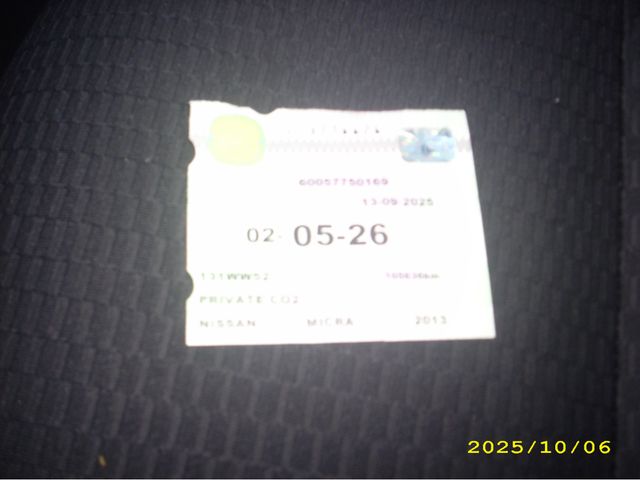 60057750169
13-09-2025
02- 05-26
131WW52
PRIVATE CO2
NISSAN MICRA 2013
2025/10/06